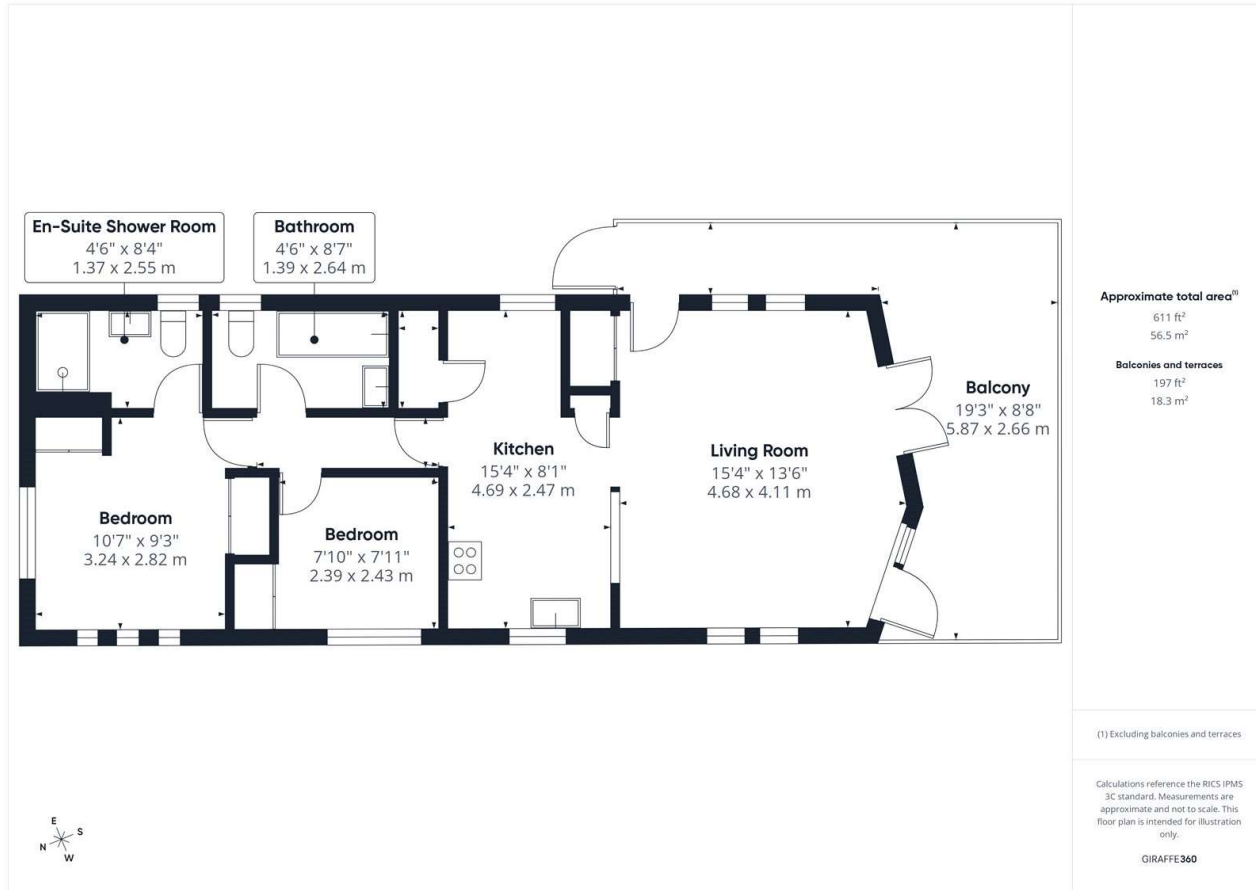 En-Suite Shower Room
4'6" x 8'4"
1.37 x 2.55 m
Bathroom
4'6" x 8'7"
1.39 x 2.64 m
Balcony
19'3" x 8'8"
5.87 x 2.66 m
Kitchen
15'4" x 8'1"
4.69 x 2.47 m
Living Room
15'4" x 13'6"
4.68 x 4.11 m
Bedroom
10'7" x 9'3"
3.24 x 2.82 m
Bedroom
7'10" x 7'11"
2.39 x 2.43 m
E
S
N
W
Approximate total area(1)
611 ft²
56.5 m²
Balconies and terraces
197 ft²
18.3 m²
(1) Excluding balconies and terraces
Calculations reference the RICS IPMS
3C standard. Measurements are
approximate and not to scale. This
floor plan is intended for illustration
only.
GIRAFFE360